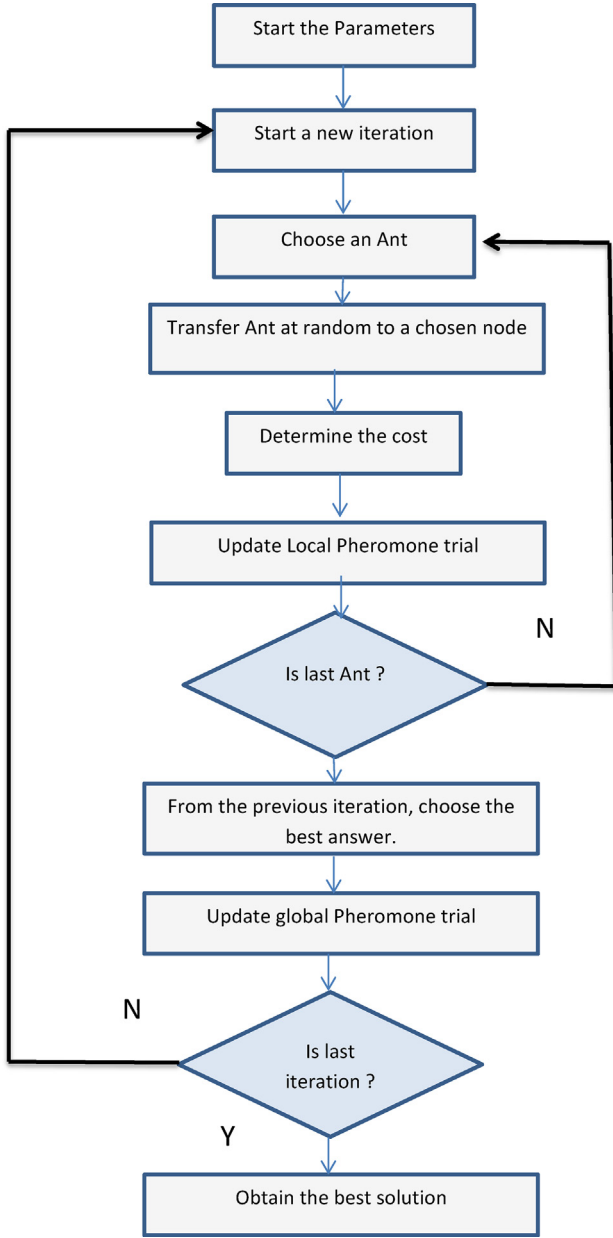 Start the Parameters
Start a new iteration
Choose an Ant
Transfer Ant at random to a chosen node
Determine the cost
Update Local Pheromone trial
N
Is last Ant ?
From the previous iteration, choose the
best answer.
Update global Pheromone trial
N
Is last
iteration ?
Y
Obtain the best solution